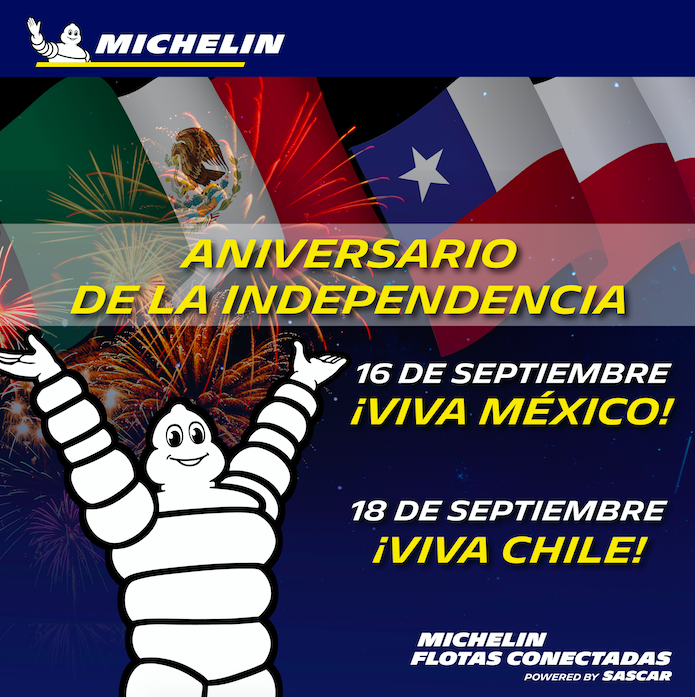 MICHELIN
ANIVERSARIO
DE LA INDEPENDENCIA
16 DE SEPTIEMBRE
¡VIVA MÉXICO!
18 DE SEPTIEMBRE
¡VIVA CHILE!
MICHELIN
FLOTAS CONECTADAS
POWERED BY SASCAR